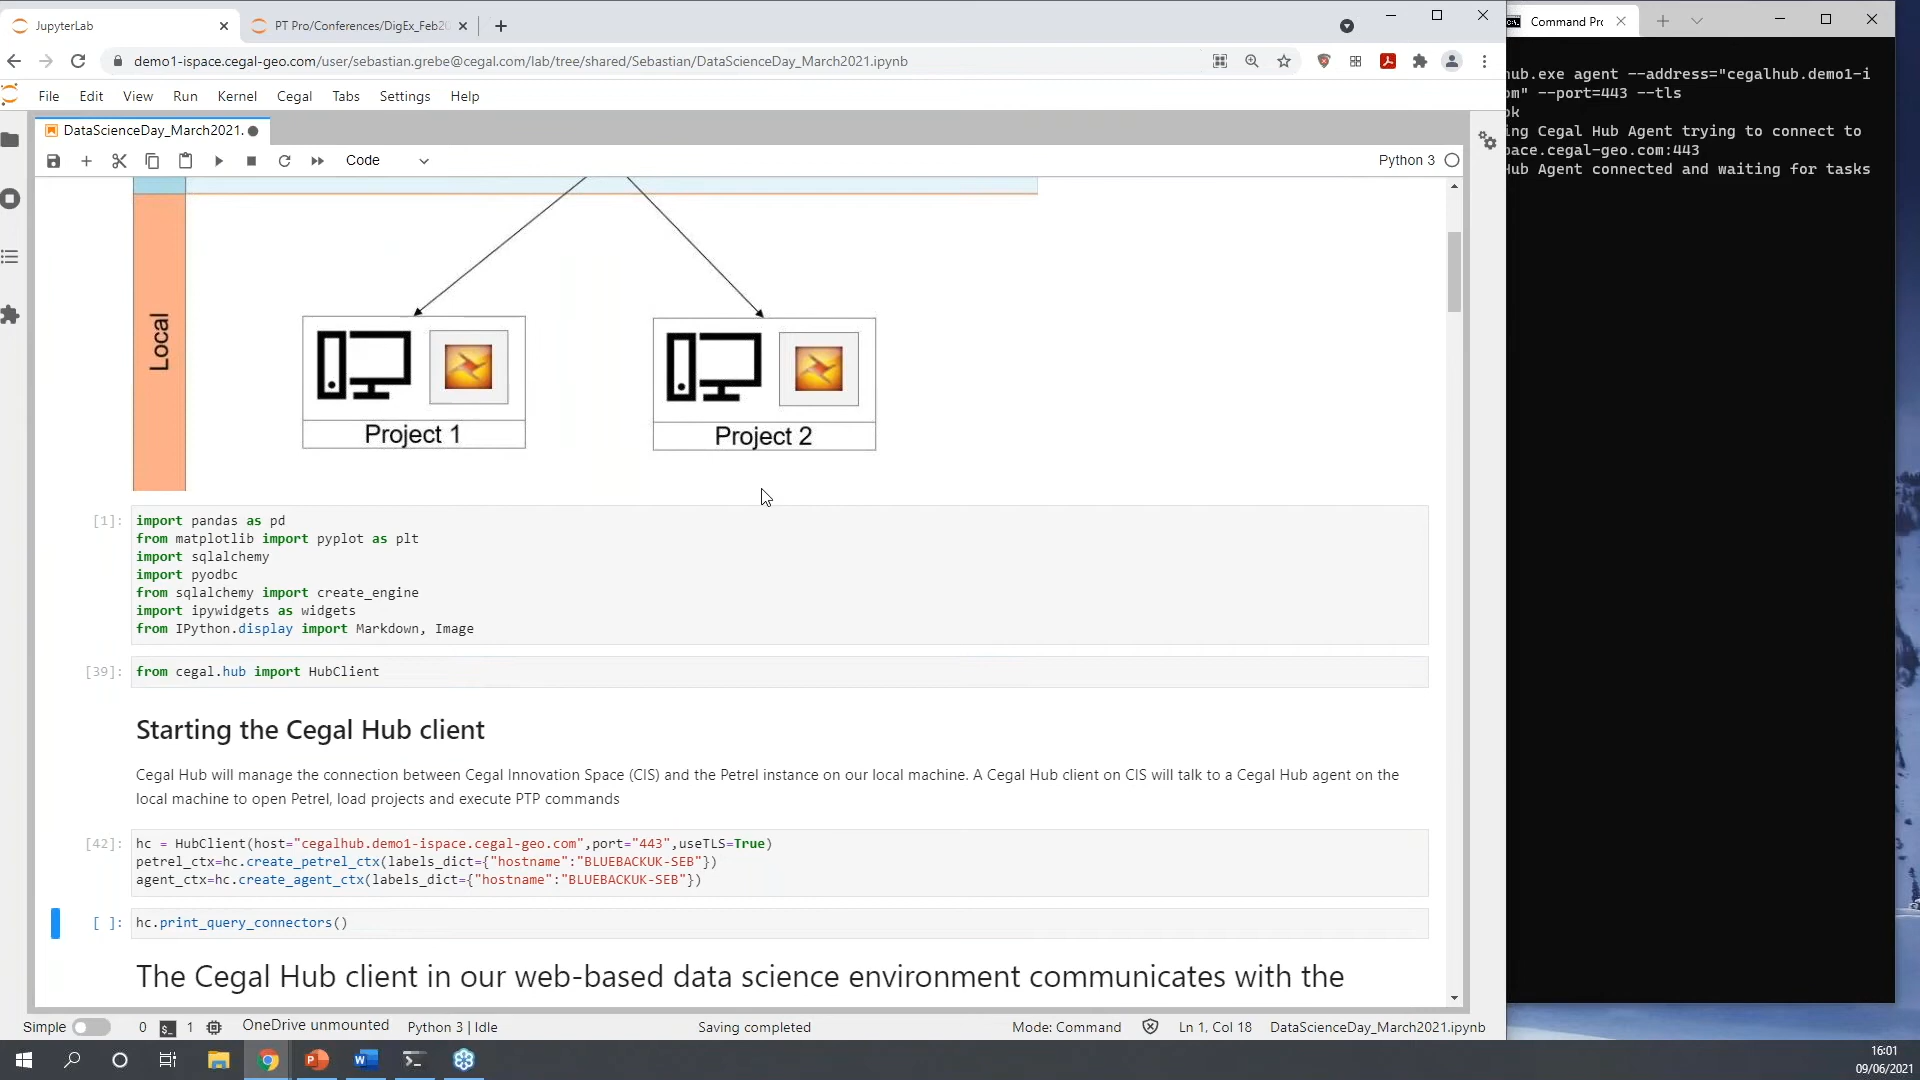 JupyterLab
PT Pro/Conferences/DigEx_Feb20
Command Pro
demo1-ispace.cegal-geo.com/user/sebastian.grebe@cegal.com/lab/tree/shared/Sebastian/DataScienceDay_March2021.ipynb
File Edit View Run Kernel Cegal Tabs Settings Help
DataScienceDay_March2021.
Code
Python 3
hub.exe agent --address="cegalhub.demo1-i
om" --port=443 --tls
ok
ing Cegal Hub Agent trying to connect to
pace.cegal-geo.com:443
Hub Agent connected and waiting for tasks
Local
Project 1
Project 2
[1]:
import pandas as pd
from matplotlib import pyplot as plt
import sqlalchemy
import pyodbc
from sqlalchemy import create_engine
import ipywidgets as widgets
from IPython.display import Markdown, Image
[39]:
from cegal.hub import HubClient
Starting the Cegal Hub client
Cegal Hub will manage the connection between Cegal Innovation Space (CIS) and the Petrel instance on our local machine. A Cegal Hub client on CIS will talk to a Cegal Hub agent on the
local machine to open Petrel, load projects and execute PTP commands
[42]:
hc = HubClient(host="cegalhub.demo1-ispace.cegal-geo.com",port="443",useTLS=True)
petrel_ctx=hc.create_petrel_ctx(labels_dict={"hostname":"BLUEBACKUK-SEB"})
agent_ctx=hc.create_agent_ctx(labels_dict={"hostname":"BLUEBACKUK-SEB"})
[ ]:
hc.print_query_connectors()
The Cegal Hub client in our web-based data science environment communicates with the
Simple 0 1 OneDrive unmounted Python 3 | Idle Saving completed Mode: Command Ln 1, Col 18 DataScienceDay_March2021.ipynb
16:01
09/06/2021